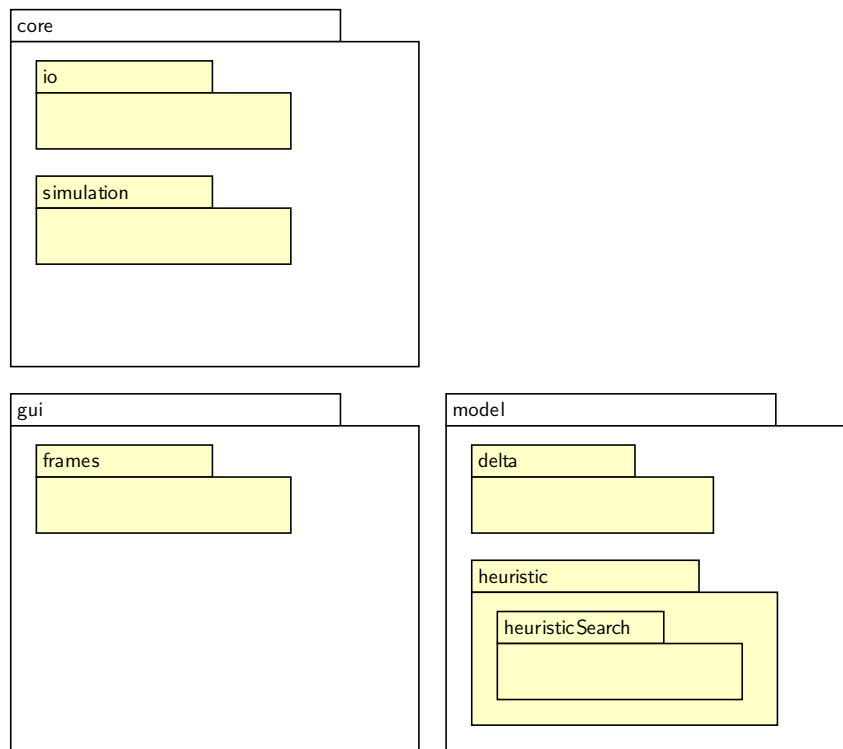 core
io
simulation
gui
frames
model
delta
heuristic
heuristicSearch